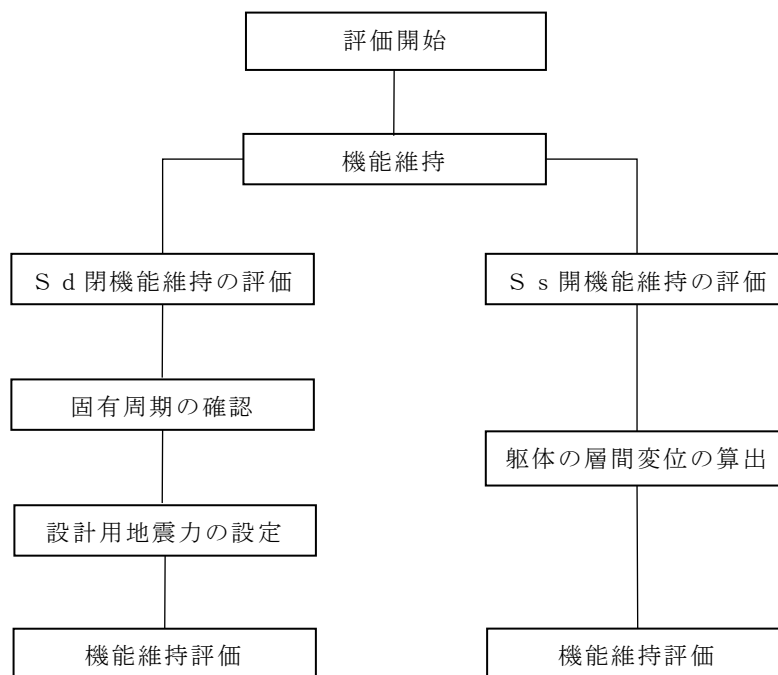 評価開始
機能維持
Ｓｄ閉機能維持の評価
Ｓｓ開機能維持の評価
固有周期の確認
躯体の層間変位の算出
設計用地震力の設定
機能維持評価
機能維持評価